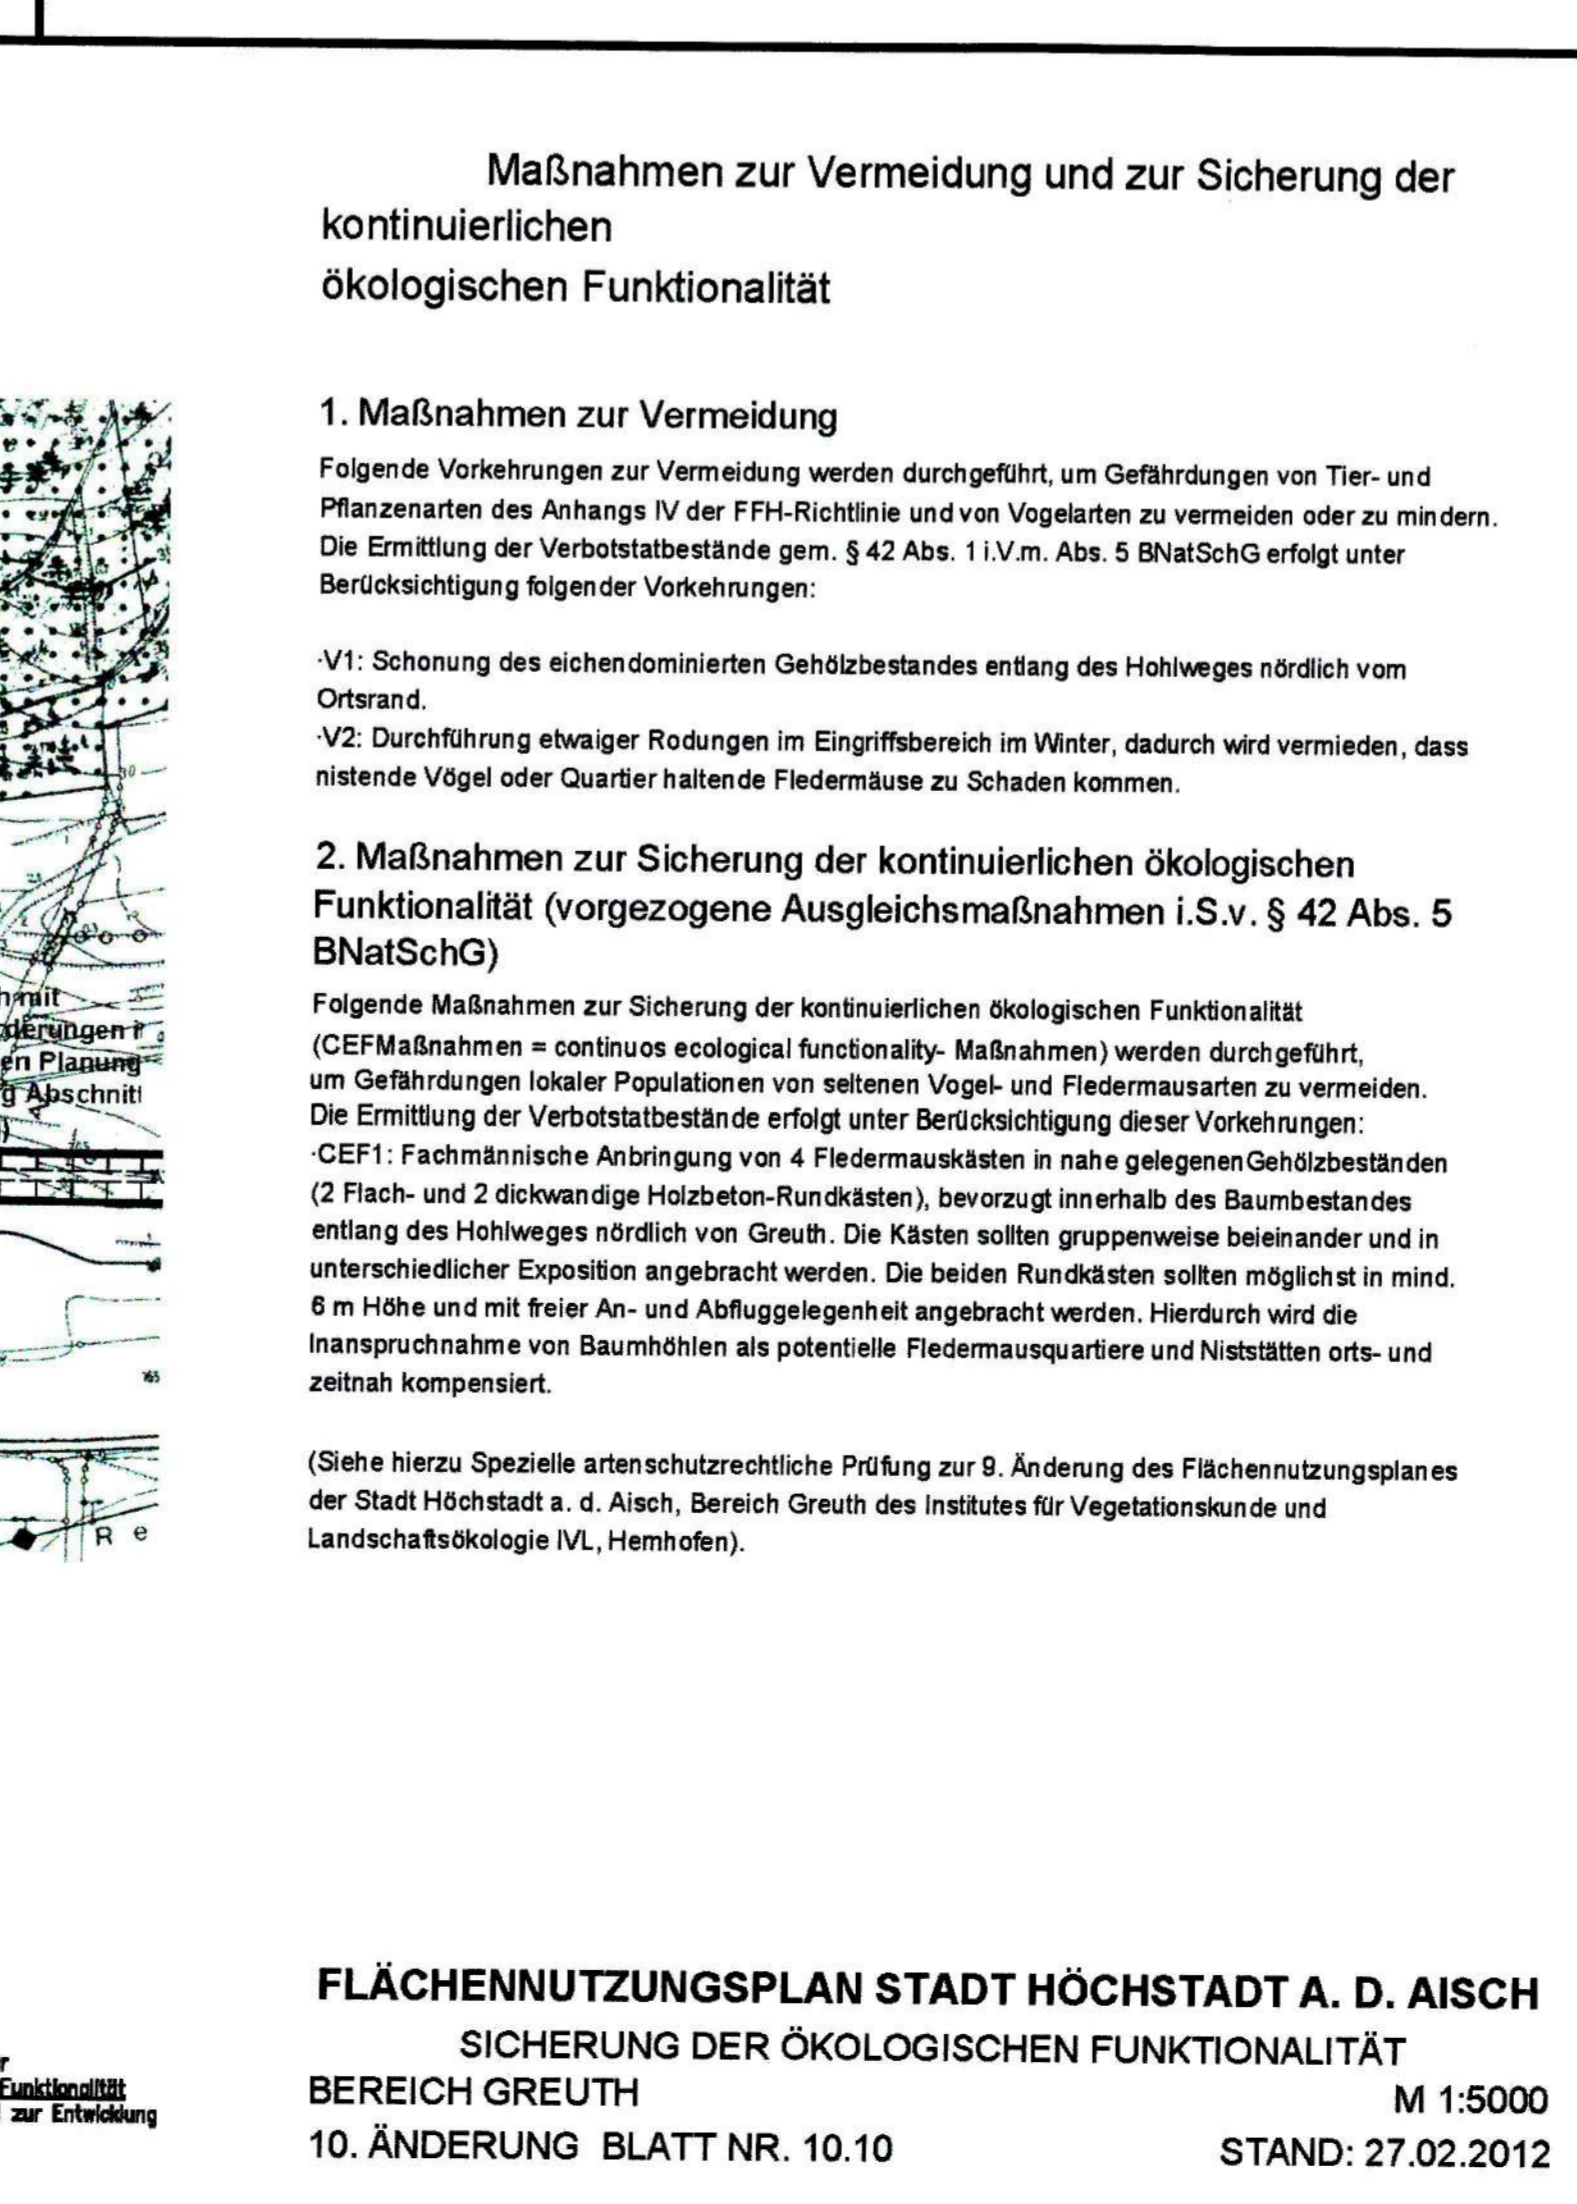 Maßnahmen zur Vermeidung und zur Sicherung der
kontinuierlichen
ökologischen Funktionalität
1. Maßnahmen zur Vermeidung
Folgende Vorkehrungen zur Vermeidung werden durchgeführt, um Gefährdungen von Tier- und
Pflanzenarten des Anhangs IV der FFH-Richtlinie und von Vogelarten zu vermeiden oder zu mindern.
Die Ermittlung der Verbotstatbestände gem. § 42 Abs. 1 i.V.m. Abs. 5 BNatSchG erfolgt unter
Berücksichtigung folgender Vorkehrungen:
·V1: Schonung des eichendominierten Gehölzbestandes entlang des Hohlweges nördlich vom
Ortsrand.
·V2: Durchführung etwaiger Rodungen im Eingriffsbereich im Winter, dadurch wird vermieden, dass
nistende Vögel oder Quartier haltende Fledermäuse zu Schaden kommen.
2. Maßnahmen zur Sicherung der kontinuierlichen ökologischen
Funktionalität (vorgezogene Ausgleichsmaßnahmen i.S.v. § 42 Abs. 5
BNatSchG)
Folgende Maßnahmen zur Sicherung der kontinuierlichen ökologischen Funktionalität
(CEFMaßnahmen = continuos ecological functionality- Maßnahmen) werden durchgeführt,
um Gefährdungen lokaler Populationen von seltenen Vogel- und Fledermausarten zu vermeiden.
Die Ermittlung der Verbotstatbestände erfolgt unter Berücksichtigung dieser Vorkehrungen:
·CEF1: Fachmännische Anbringung von 4 Fledermauskästen in nahe gelegenen Gehölzbeständen
(2 Flach- und 2 dickwandige Holzbeton-Rundkästen), bevorzugt innerhalb des Baumbestandes
entlang des Hohlweges nördlich von Greuth. Die Kästen sollten gruppenweise beieinander und in
unterschiedlicher Exposition angebracht werden. Die beiden Rundkästen sollten möglichst in mind.
6 m Höhe und mit freier An- und Abfluggelegenheit angebracht werden. Hierdurch wird die
Inanspruchnahme von Baumhöhlen als potentielle Fledermausquartiere und Niststätten orts- und
zeitnah kompensiert.
(Siehe hierzu Spezielle artenschutzrechtliche Prüfung zur 9. Änderung des Flächennutzungsplanes
der Stadt Höchstadt a. d. Aisch, Bereich Greuth des Institutes für Vegetationskunde und
Landschaftsökologie IVL, Hemhofen).
mit
derungen
en Planung
g Abschnitt
)
165
R e
r
Funktionalität
zur Entwicklung
FLÄCHENNUTZUNGSPLAN STADT HÖCHSTADT A. D. AISCH
SICHERUNG DER ÖKOLOGISCHEN FUNKTIONALITÄT
BEREICH GREUTH M 1:5000
10. ÄNDERUNG BLATT NR. 10.10 STAND: 27.02.2012